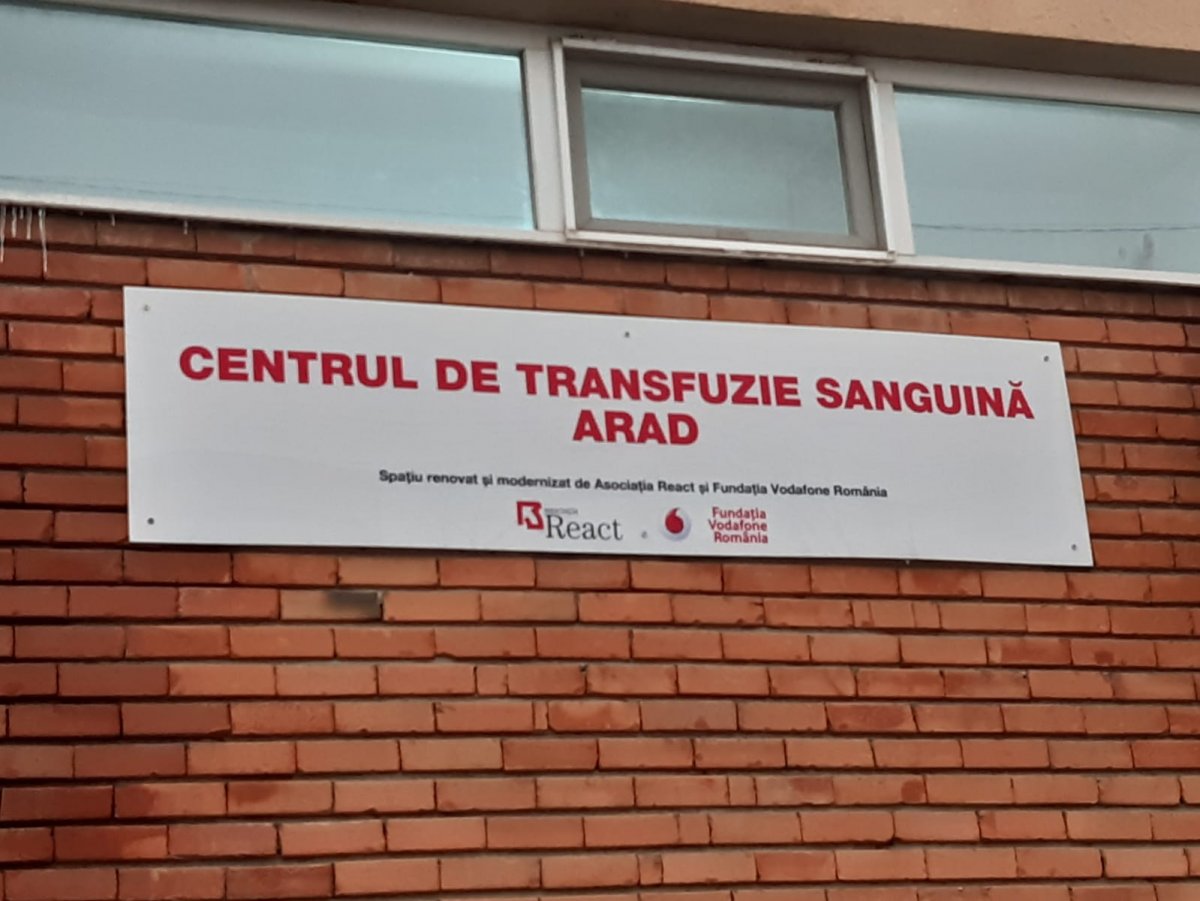 CENTRUL DE TRANSFUZIE SANGUINĂ
ARAD
Spațiu renovat și modernizat de Asociația React și Fundația Vodafone România
React
Fundația
Vodafone
România